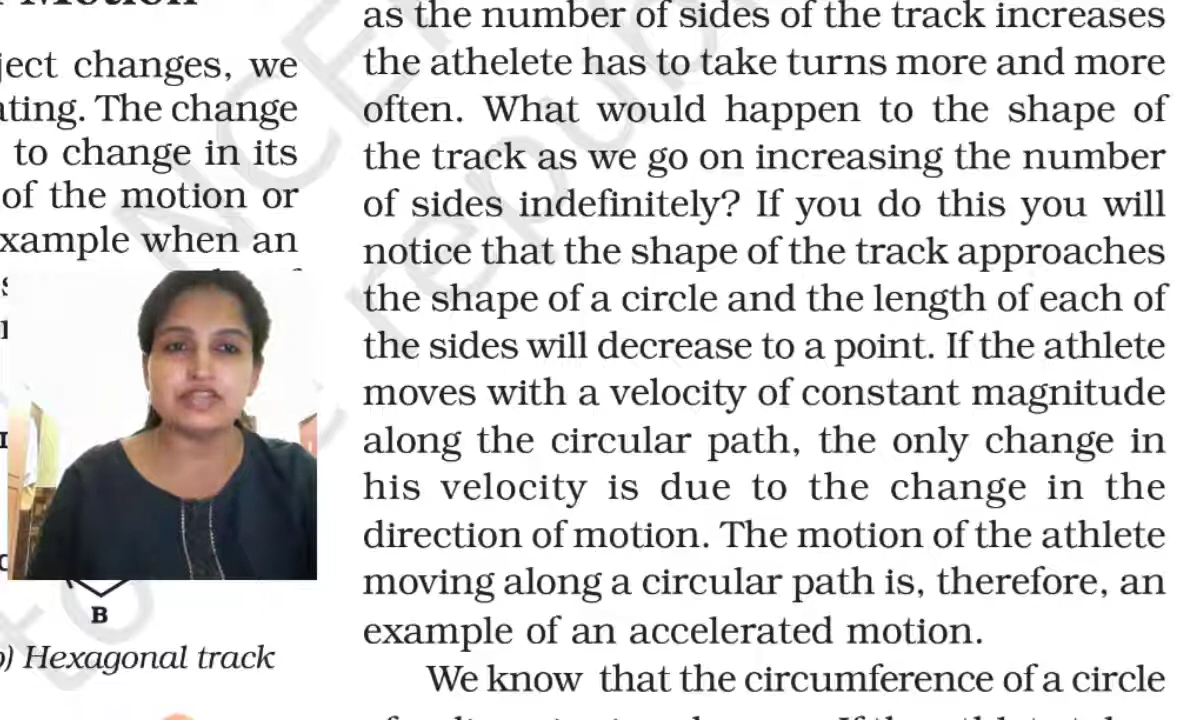 Motion
ject changes, we
ating. The change
to change in its
of the motion or
xample when an
B
b) Hexagonal track
as the number of sides of the track increases
the athelete has to take turns more and more
often. What would happen to the shape of
the track as we go on increasing the number
of sides indefinitely? If you do this you will
notice that the shape of the track approaches
the shape of a circle and the length of each of
the sides will decrease to a point. If the athlete
moves with a velocity of constant magnitude
along the circular path, the only change in
his velocity is due to the change in the
direction of motion. The motion of the athlete
moving along a circular path is, therefore, an
example of an accelerated motion.
We know that the circumference of a circle